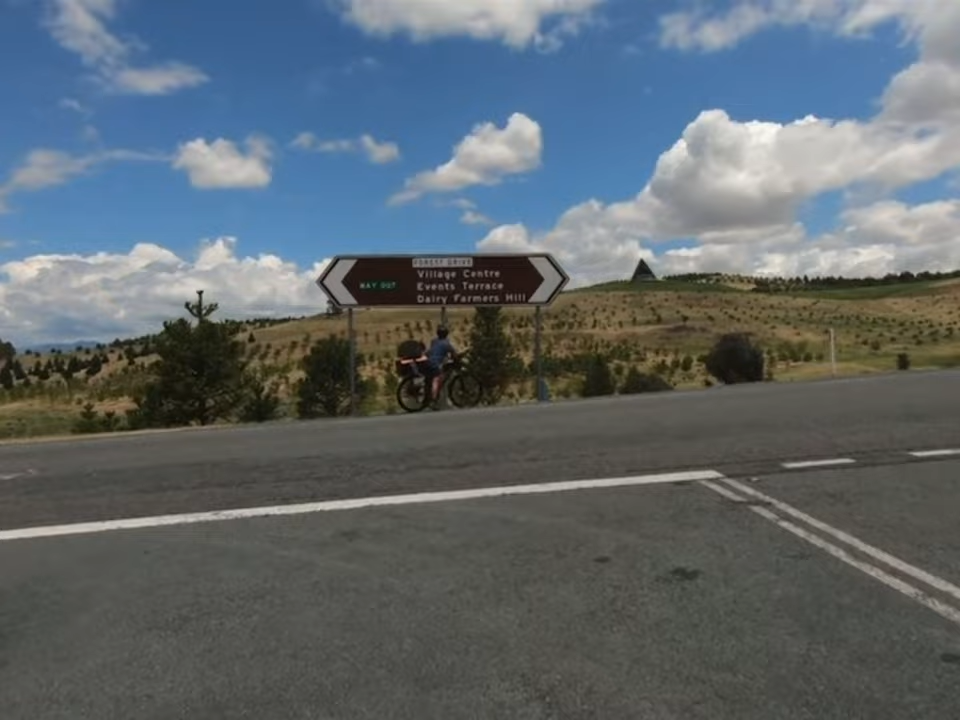 FOREST DRIVE
WAY OUT
Village Centre
Events Terrace
Dairy Farmers Hill